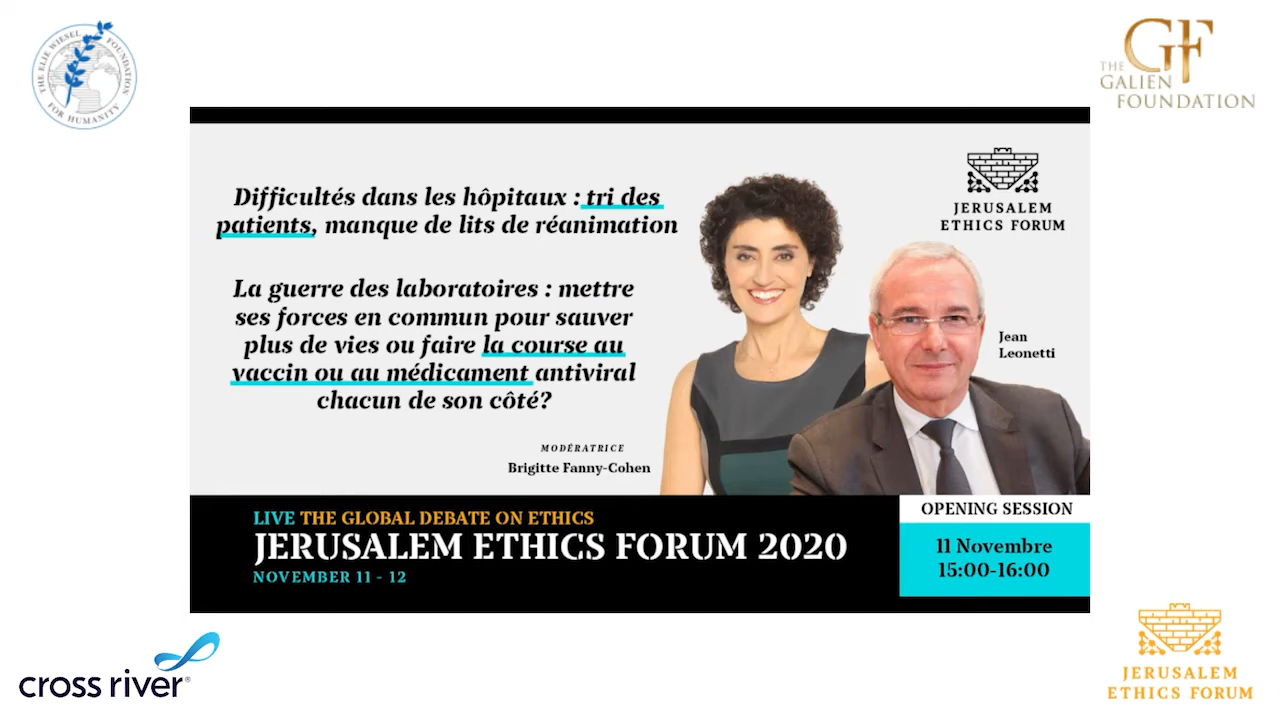 THE ELIE WIESEL FOUNDATION
FOR HUMANITY
GF
THE
GALIEN
FOUNDATION
Difficultés dans les hôpitaux : tri des
patients, manque de lits de réanimation
La guerre des laboratoires : mettre
ses forces en commun pour sauver
plus de vies ou faire la course au
vaccin ou au médicament antiviral
chacun de son côté?
MODÉRATRICE
Brigitte Fanny-Cohen
JERUSALEM
ETHICS FORUM
Jean
Leonetti
LIVE THE GLOBAL DEBATE ON ETHICS
JERUSALEM ETHICS FORUM 2020
NOVEMBER 11 - 12
OPENING SESSION
11 Novembre
15:00-16:00
cross river®
JERUSALEM
ETHICS FORUM